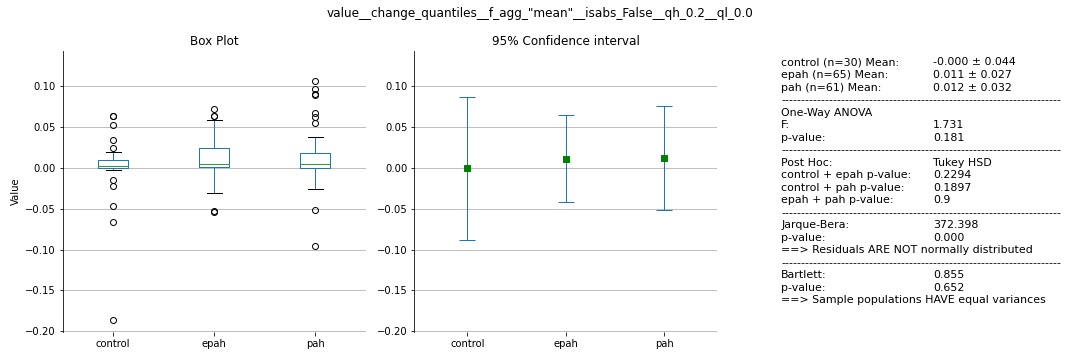 value__change_quantiles__f_agg_"mean"__isabs_False__qh_0.2__ql_0.0
Box Plot
Value
0.10
0.05
0.00
−0.05
−0.10
−0.15
−0.20
control
epah
pah
95% Confidence interval
0.10
0.05
0.00
−0.05
−0.10
−0.15
−0.20
control
epah
pah
control (n=30) Mean: -0.000 ± 0.044
epah (n=65) Mean: 0.011 ± 0.027
pah (n=61) Mean: 0.012 ± 0.032
One-Way ANOVA
F: 1.731
p-value: 0.181
Post Hoc: Tukey HSD
control + epah p-value: 0.2294
control + pah p-value: 0.1897
epah + pah p-value: 0.9
Jarque-Bera: 372.398
p-value: 0.000
==> Residuals ARE NOT normally distributed
Bartlett: 0.855
p-value: 0.652
==> Sample populations HAVE equal variances